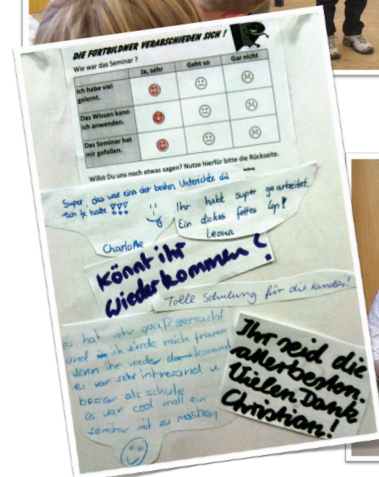 DIE FORTBILDNER VERABSCHIEDEN SICH !
Wie war das Seminar ?
Ja, sehr
Geht so
Gar nicht
Ich habe viel gelernt.
Das Wissen kann ich anwenden.
Das Seminar hat mir gefallen.
Willst Du uns noch etwas sagen? Nutze hierfür bitte die Rückseite.
Super, das war eins der besten Unterichte die
ich je hatte !!!
Charlotte
Ihr habt super gearbeitet
Ein dickes fettes Lob!
Leona
Könnt ihr
wiederkommen?
Tolle Schulung für die Kinder!
es hat sehr spaß gemacht
und ich würde mich freuen
wenn ihr wieder
es war sehr
besser als schule
es war cool mall ein
seminar mit zu machen
Ihr seid die
allerbesten.
Vielen Dank
Christian!